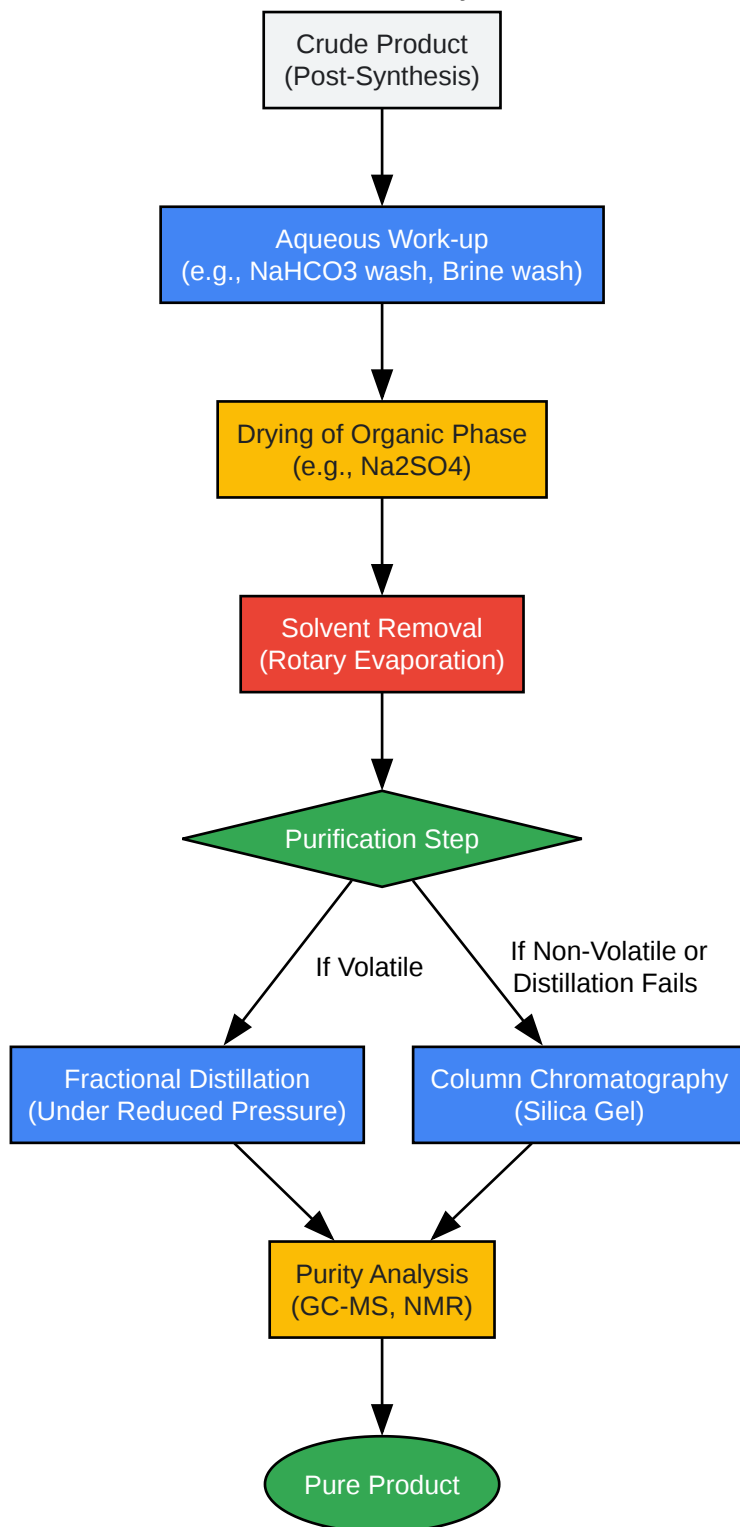 Crude Product
(Post-Synthesis)
Aqueous Work-up
(e.g., NaHCO3 wash, Brine wash)
Drying of Organic Phase
(e.g., Na2SO4)
Solvent Removal
(Rotary Evaporation)
Purification Step
If Volatile
If Non-Volatile or
Distillation Fails
Fractional Distillation
(Under Reduced Pressure)
Column Chromatography
(Silica Gel)
Purity Analysis
(GC-MS, NMR)
Pure Product